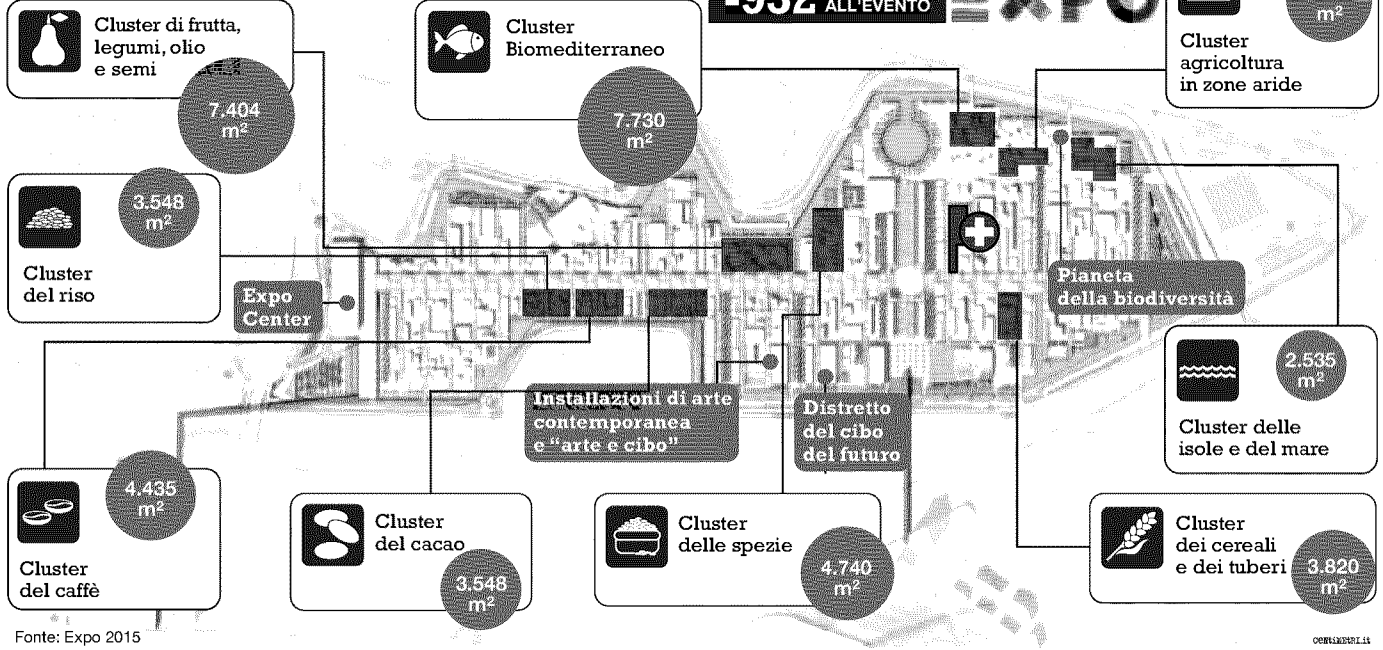 -932 ALL'EVENTO
EXPO
Cluster di frutta,
legumi, olio
e semi
7.404
m²
Cluster
Biomediterraneo
7.730
m²
m²
Cluster
agricoltura
in zone aride
3.548
m²
Cluster
del riso
Expo
Center
Pianeta
della biodiversità
2.535
m²
Cluster delle
isole e del mare
Installazioni di arte
contemporanea
e “arte e cibo”
Distretto
del cibo
del futuro
4.435
m²
Cluster
del caffè
Cluster
del cacao
3.548
m²
Cluster
delle spezie
4.740
m²
Cluster
dei cereali
e dei tuberi
3.820
m²
Fonte: Expo 2015
CENTIMETRI.it